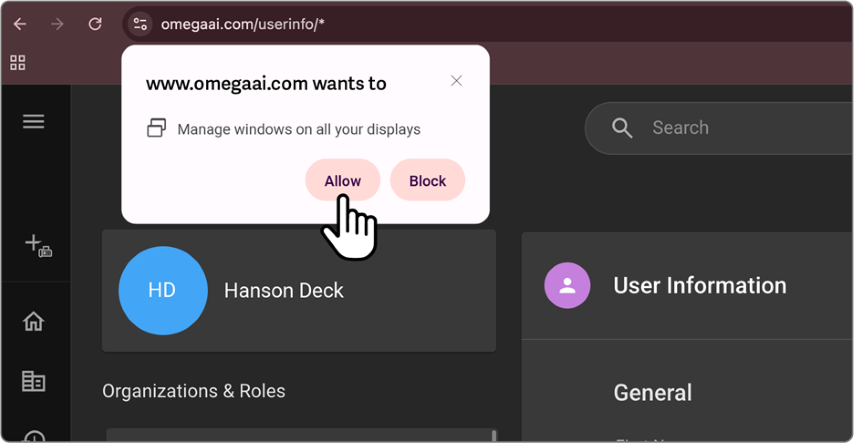 omegaai.com/userinfo/*
www.omegaai.com wants to
Manage windows on all your displays
Allow
Block
Search
HD
Hanson Deck
User Information
Organizations & Roles
General